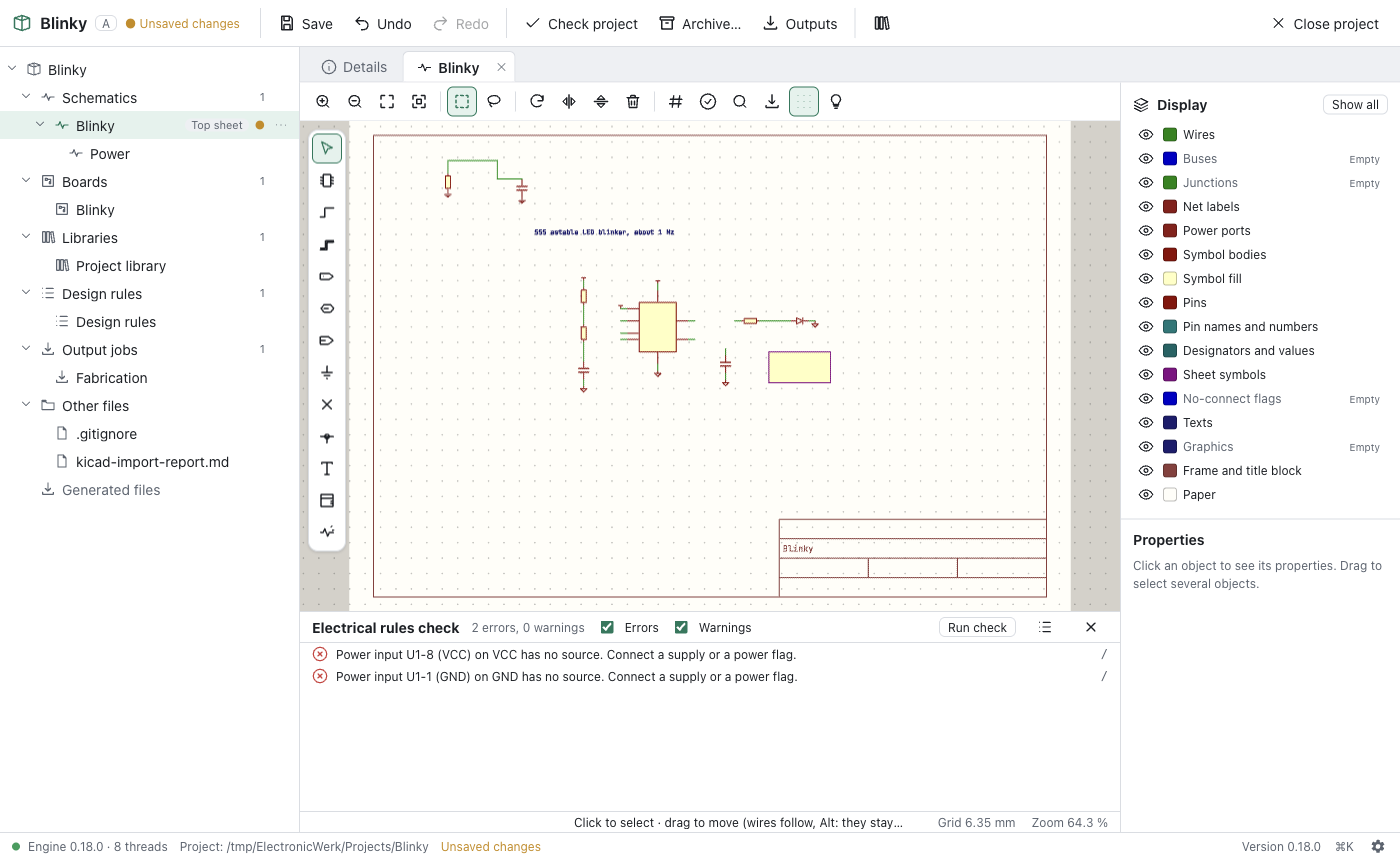 Blinky A Unsaved changes Save Undo Redo Check project Archive... Outputs Close project
Blinky
Schematics 1
Blinky Top sheet
Power
Boards 1
Blinky
Libraries 1
Project library
Design rules 1
Design rules
Output jobs 1
Fabrication
Other files
.gitignore
kicad-import-report.md
Generated files
Details Blinky
555 astable LED blinker, about 1 Hz
Blinky
Electrical rules check 2 errors, 0 warnings Errors Warnings Run check
Power input U1-8 (VCC) on VCC has no source. Connect a supply or a power flag. /
Power input U1-1 (GND) on GND has no source. Connect a supply or a power flag. /
Click to select · drag to move (wires follow, Alt: they stay... Grid 6.35 mm Zoom 64.3 %
Display Show all
Wires
Buses Empty
Junctions Empty
Net labels
Power ports
Symbol bodies
Symbol fill
Pins
Pin names and numbers
Designators and values
Sheet symbols
No-connect flags Empty
Texts
Graphics Empty
Frame and title block
Paper
Properties
Click an object to see its properties. Drag to
select several objects.
Engine 0.18.0 · 8 threads Project: /tmp/ElectronicWerk/Projects/Blinky Unsaved changes Version 0.18.0 ⌘K